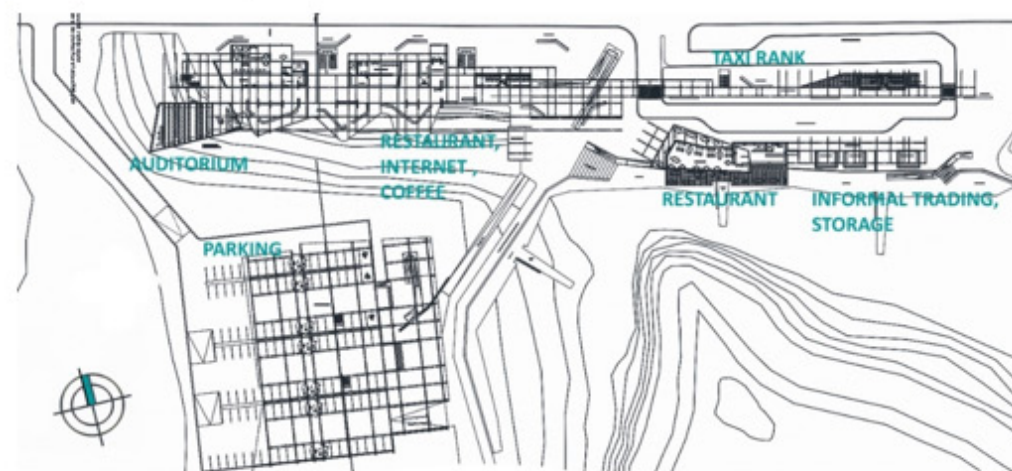 TAXI RANK
AUDITORIUM
RESTAURANT,
INTERNET ,
COFFEE
RESTAURANT
INFORMAL TRADING,
STORAGE
PARKING